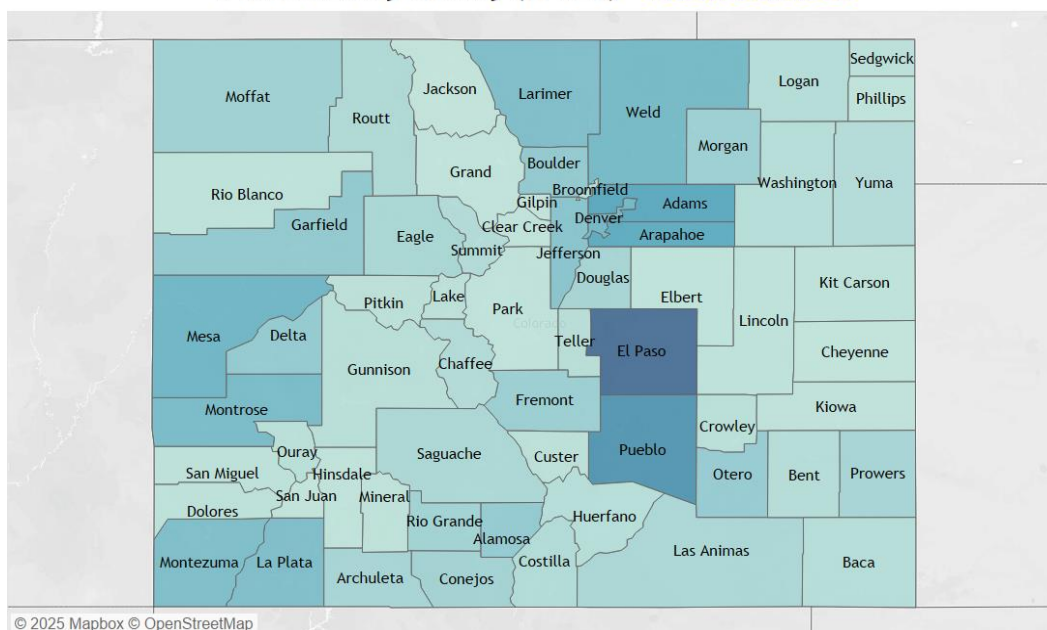 Sedgwick
Logan
Jackson
Larimer
Moffat
Phillips
Weld
Routt
Morgan
Boulder
Grand
Washington
Yuma
Broomfield
Rio Blanco
Gilpin
Adams
Denver
Garfield
Clear Creek
Eagle
Arapahoe
Summit
Jefferson
Douglas
Kit Carson
Lake
Elbert
Pitkin
Park
Lincoln
Colorado
Mesa
Delta
Teller
El Paso
Cheyenne
Chaffee
Gunnison
Fremont
Montrose
Kiowa
Crowley
Ouray
Saguache
Pueblo
Custer
San Miguel
Hinsdale
Otero
Bent
Prowers
San Juan
Mineral
Dolores
Huerfano
Rio Grande
Alamosa
Las Animas
Montezuma
La Plata
Costilla
Baca
Archuleta
Conejos
© 2025 Mapbox © OpenStreetMap